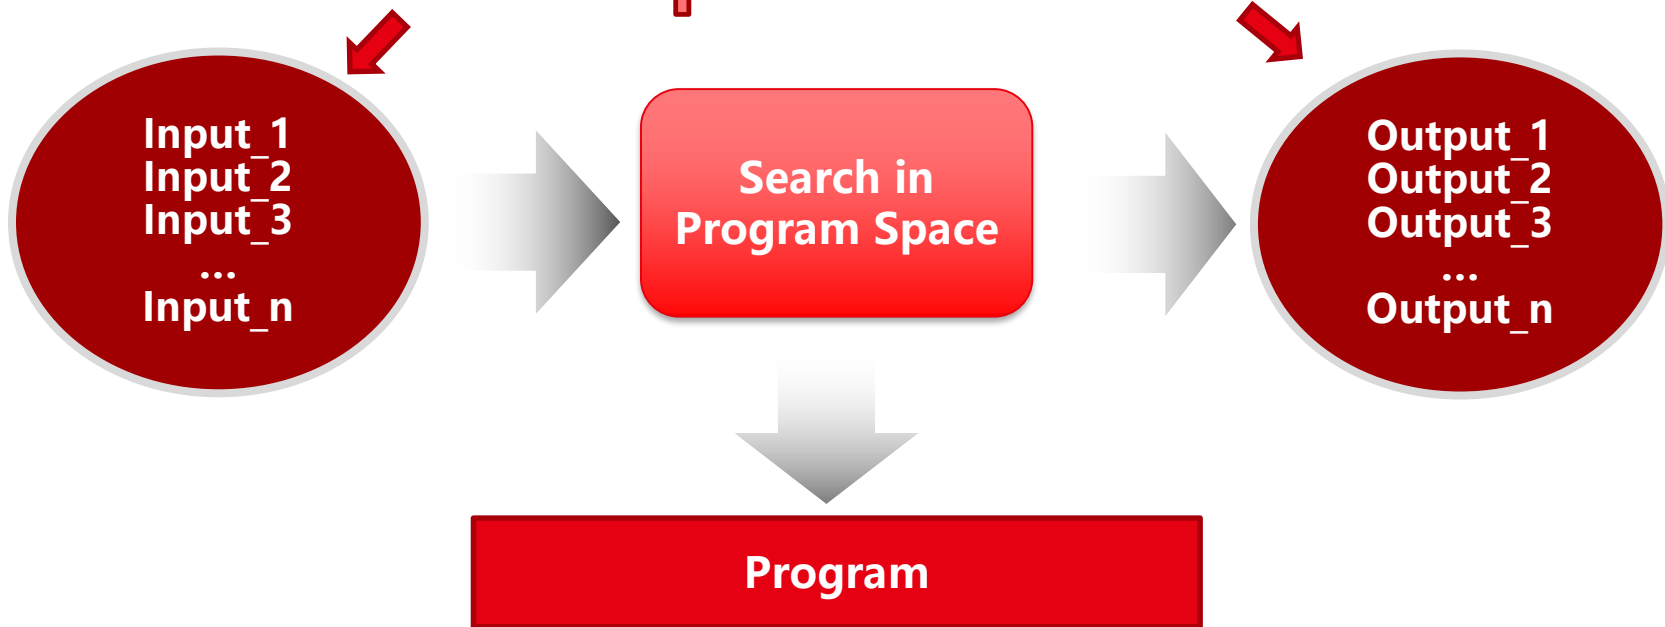 Input_1
Input_2
Input_3
...
Input_n
Search in
Program Space
Output_1
Output_2
Output_3
...
Output_n
Program